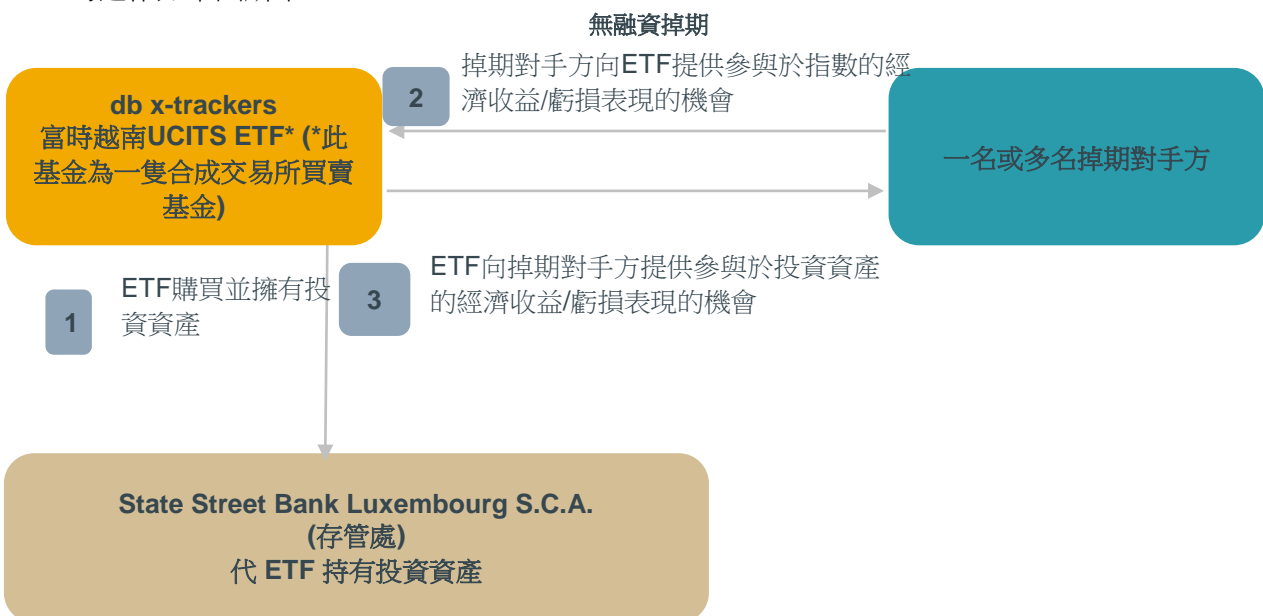 無融資掉期
掉期對手方向ETF提供參與於指數的經
濟收益/虧損表現的機會
2
db x-trackers
富時越南UCITS ETF* (*此
基金為一隻合成交易所買賣
基金)
一名或多名掉期對手方
ETF購買並擁有投
資資產
1
ETF向掉期對手方提供參與於投資資產
的經濟收益/虧損表現的機會
3
State Street Bank Luxembourg S.C.A.
(存管處)
代 ETF 持有投資資產